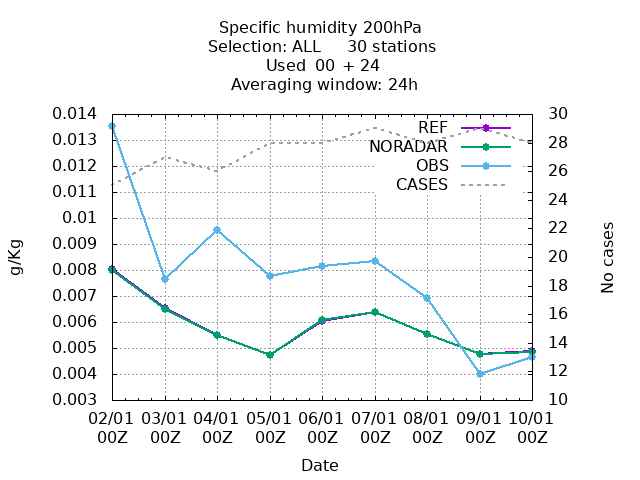 Specific humidity 200hPa
Selection: ALL 30 stations
Used 00 + 24
Averaging window: 24h
0.014
0.013
0.012
0.011
0.01
0.009
0.008
0.007
0.006
0.005
0.004
0.003
g/Kg
30
28
26
24
22
20
18
16
14
12
10
No cases
REF
NORADAR
OBS
CASES
02/01 03/01 04/01 05/01 06/01 07/01 08/01 09/01 10/01
00Z 00Z 00Z 00Z 00Z 00Z 00Z 00Z 00Z
Date